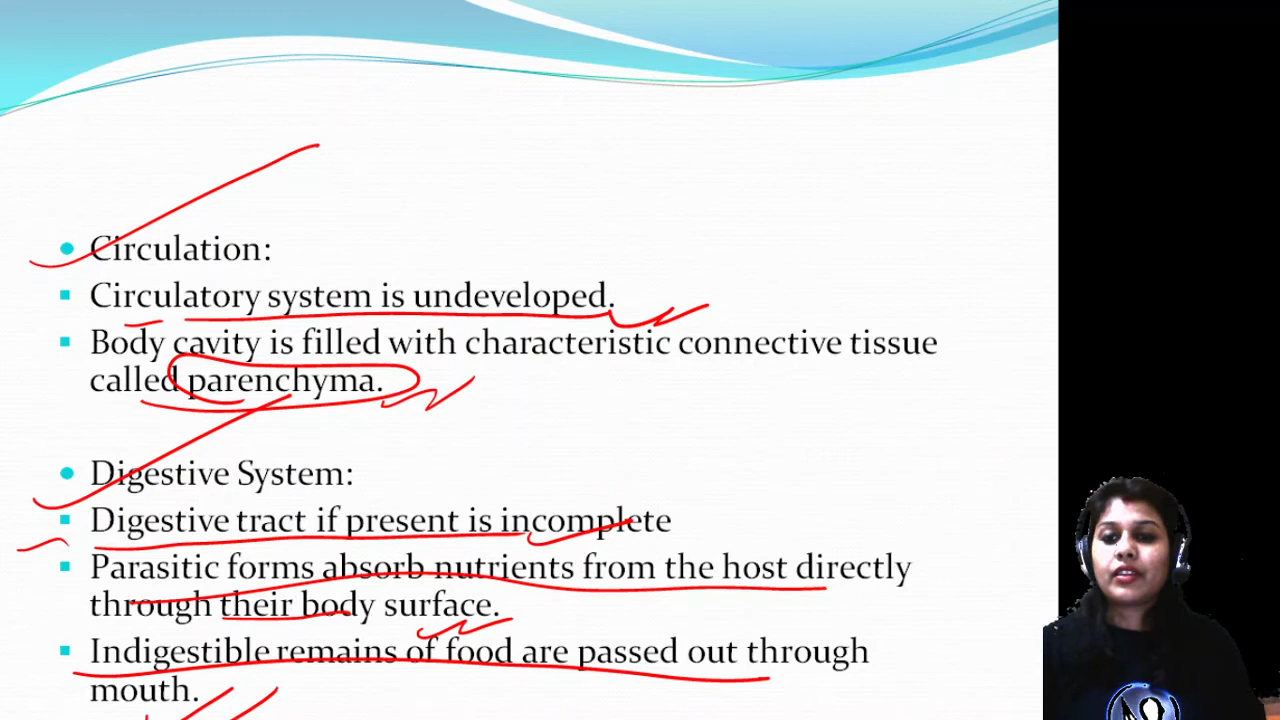 Circulation:
Circulatory system is undeveloped.
Body cavity is filled with characteristic connective tissue
called parenchyma.
Digestive System:
Digestive tract if present is incomplete
Parasitic forms absorb nutrients from the host directly
through their body surface.
Indigestible remains of food are passed out through
mouth.